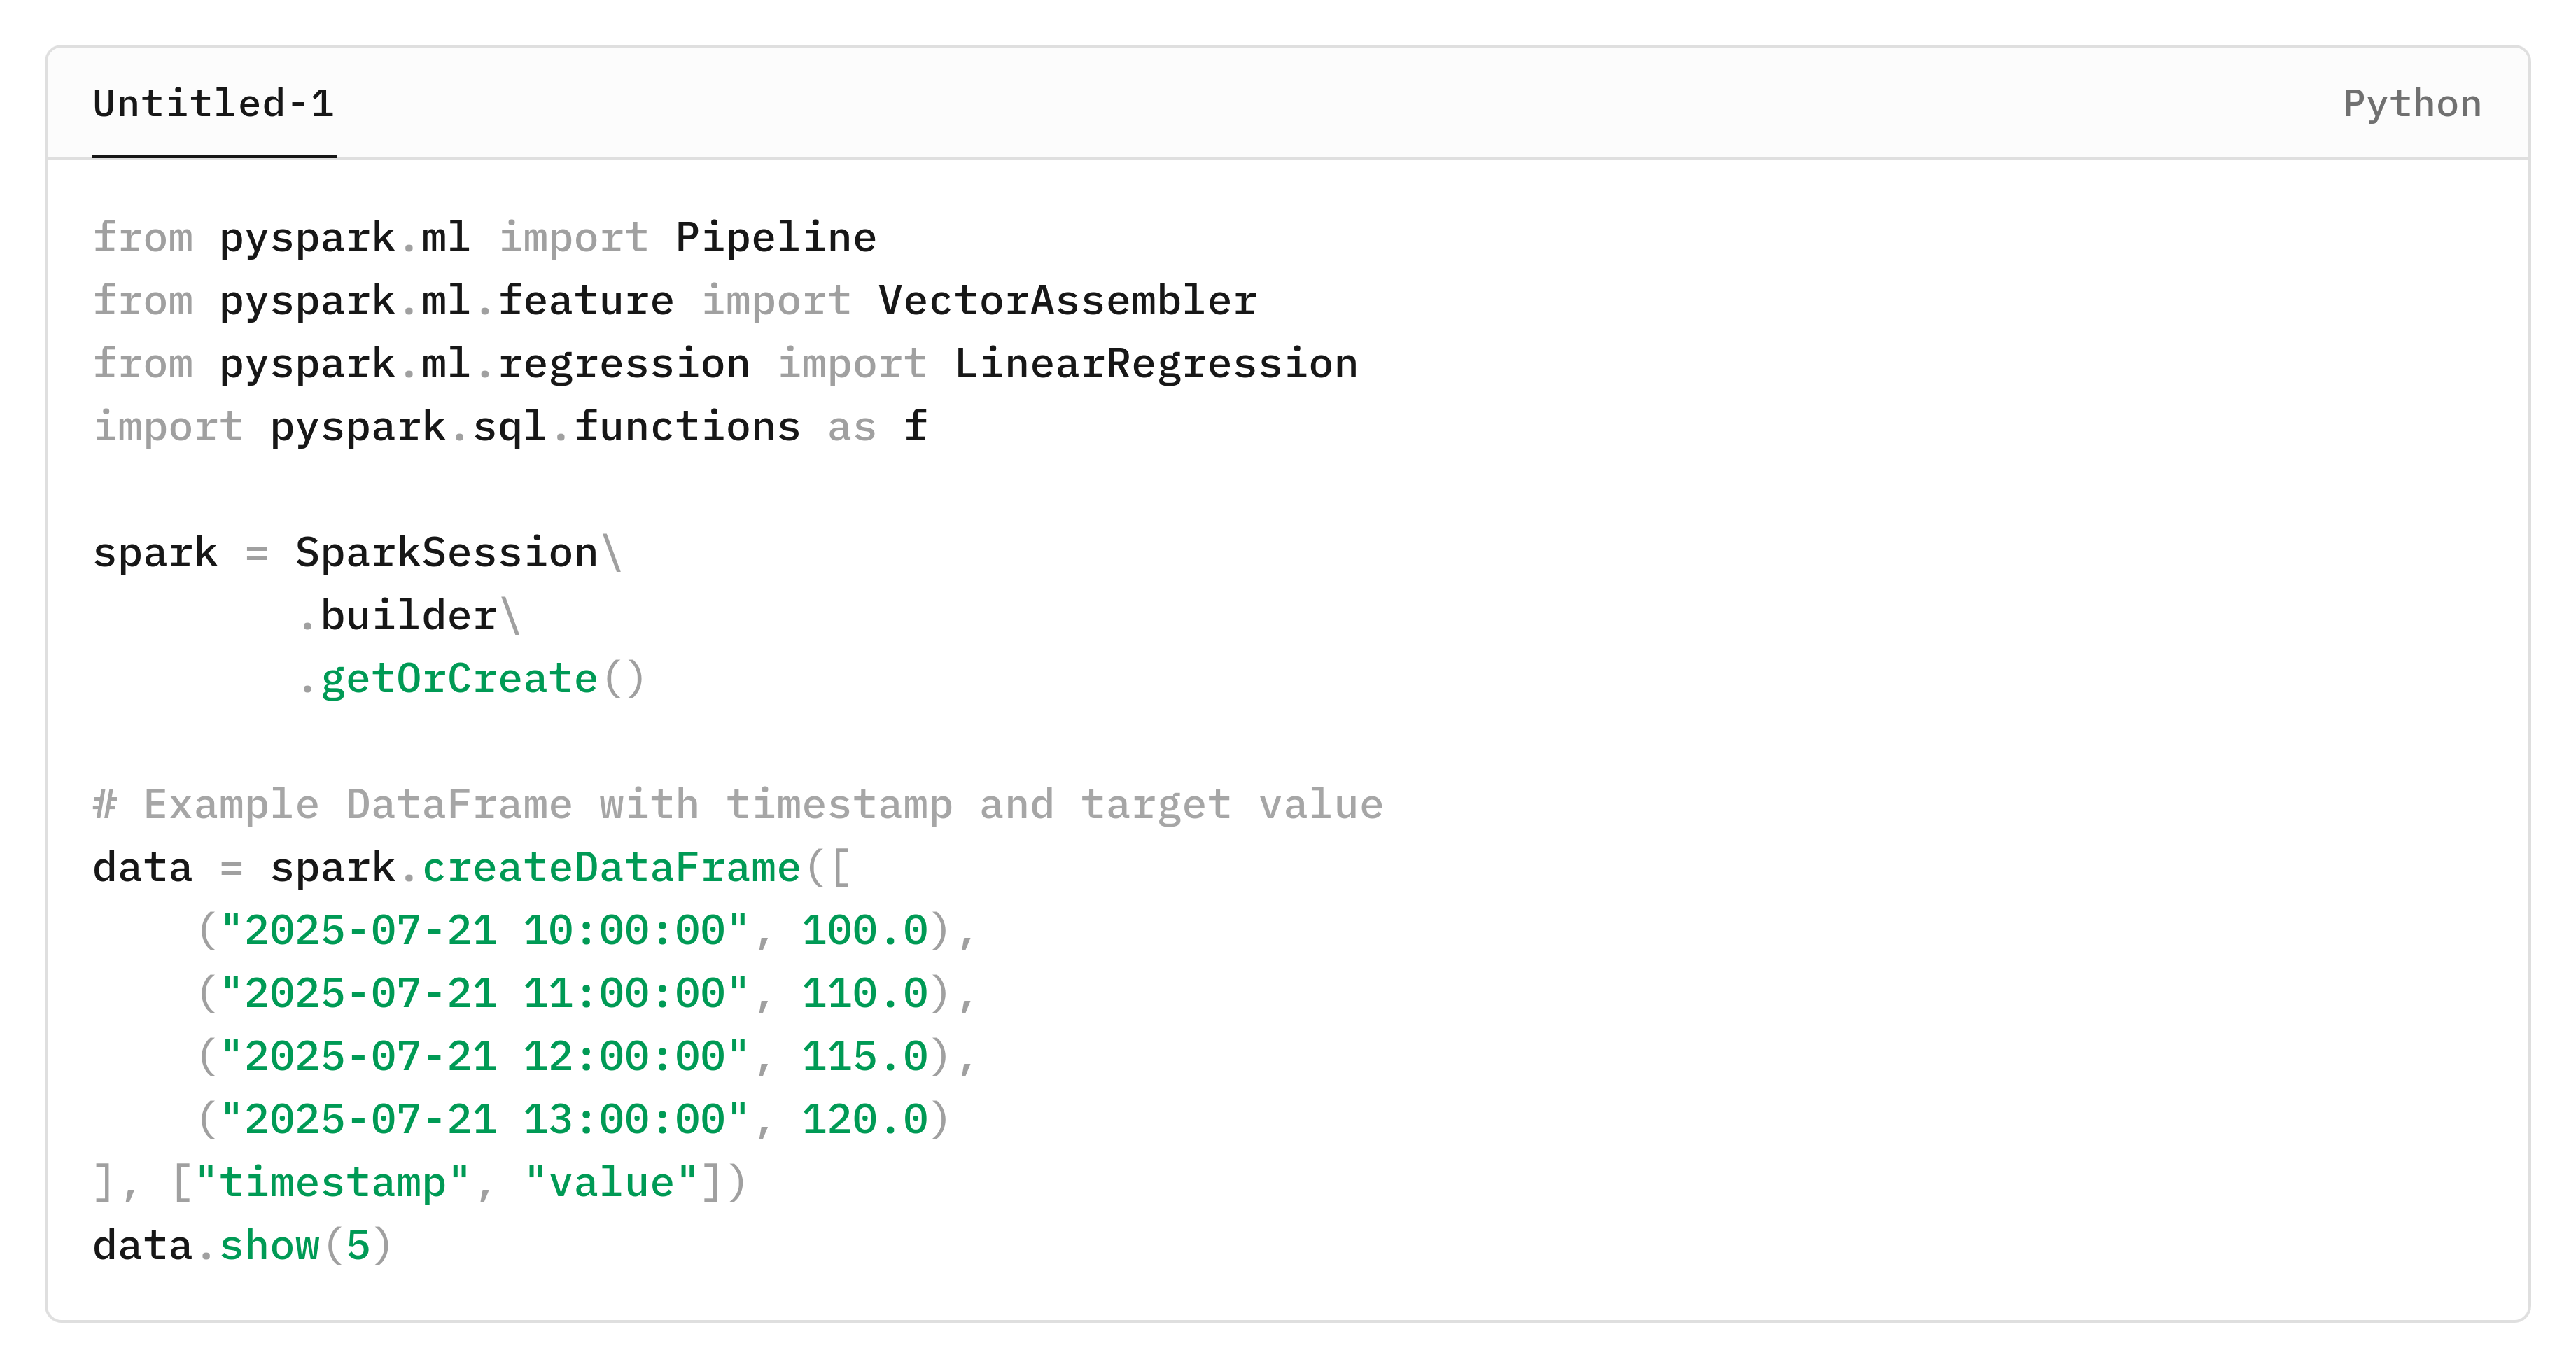 Untitled-1
Python
from pyspark.ml import Pipeline
from pyspark.ml.feature import VectorAssembler
from pyspark.ml.regression import LinearRegression
import pyspark.sql.functions as f

spark = SparkSession\
        .builder\
        .getOrCreate()

# Example DataFrame with timestamp and target value
data = spark.createDataFrame([
    ("2025-07-21 10:00:00", 100.0),
    ("2025-07-21 11:00:00", 110.0),
    ("2025-07-21 12:00:00", 115.0),
    ("2025-07-21 13:00:00", 120.0)
], ["timestamp", "value"])
data.show(5)